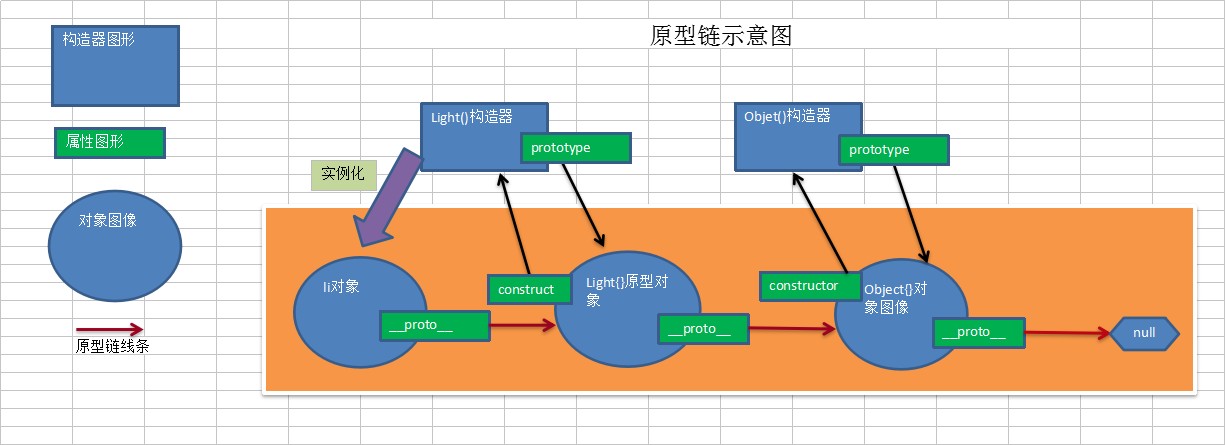 原型链示意图
构造器图形
属性图形
对象图像
原型链线条
Light()构造器
prototype
Objet()构造器
prototype
实例化
li对象
__proto__
construct
Light{}原型对
象
__proto__
constructor
Object{}对
象图像
__proto__
null